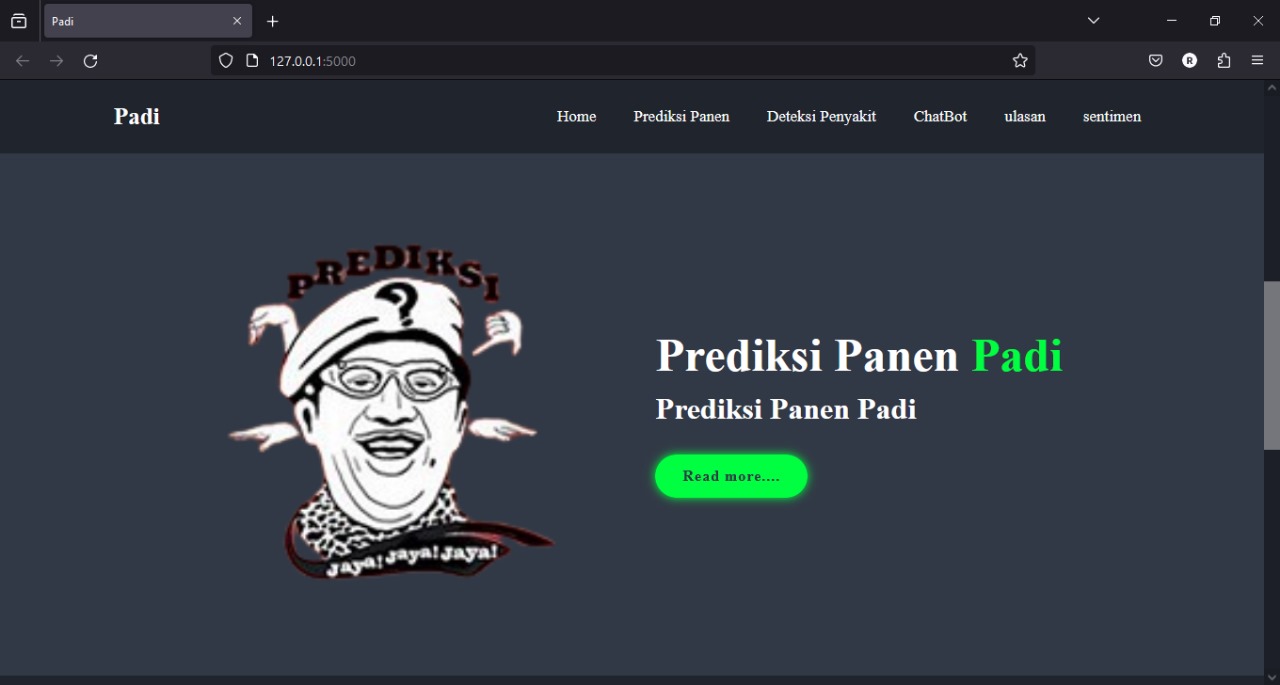 Padi
127.0.0.1:5000
Padi
Home
Prediksi Panen
Deteksi Penyakit
ChatBot
ulasan
sentimen
PREDIKSI
?
Jaya! Jaya! Jaya!
Prediksi Panen Padi
Prediksi Panen Padi
Read more....
R